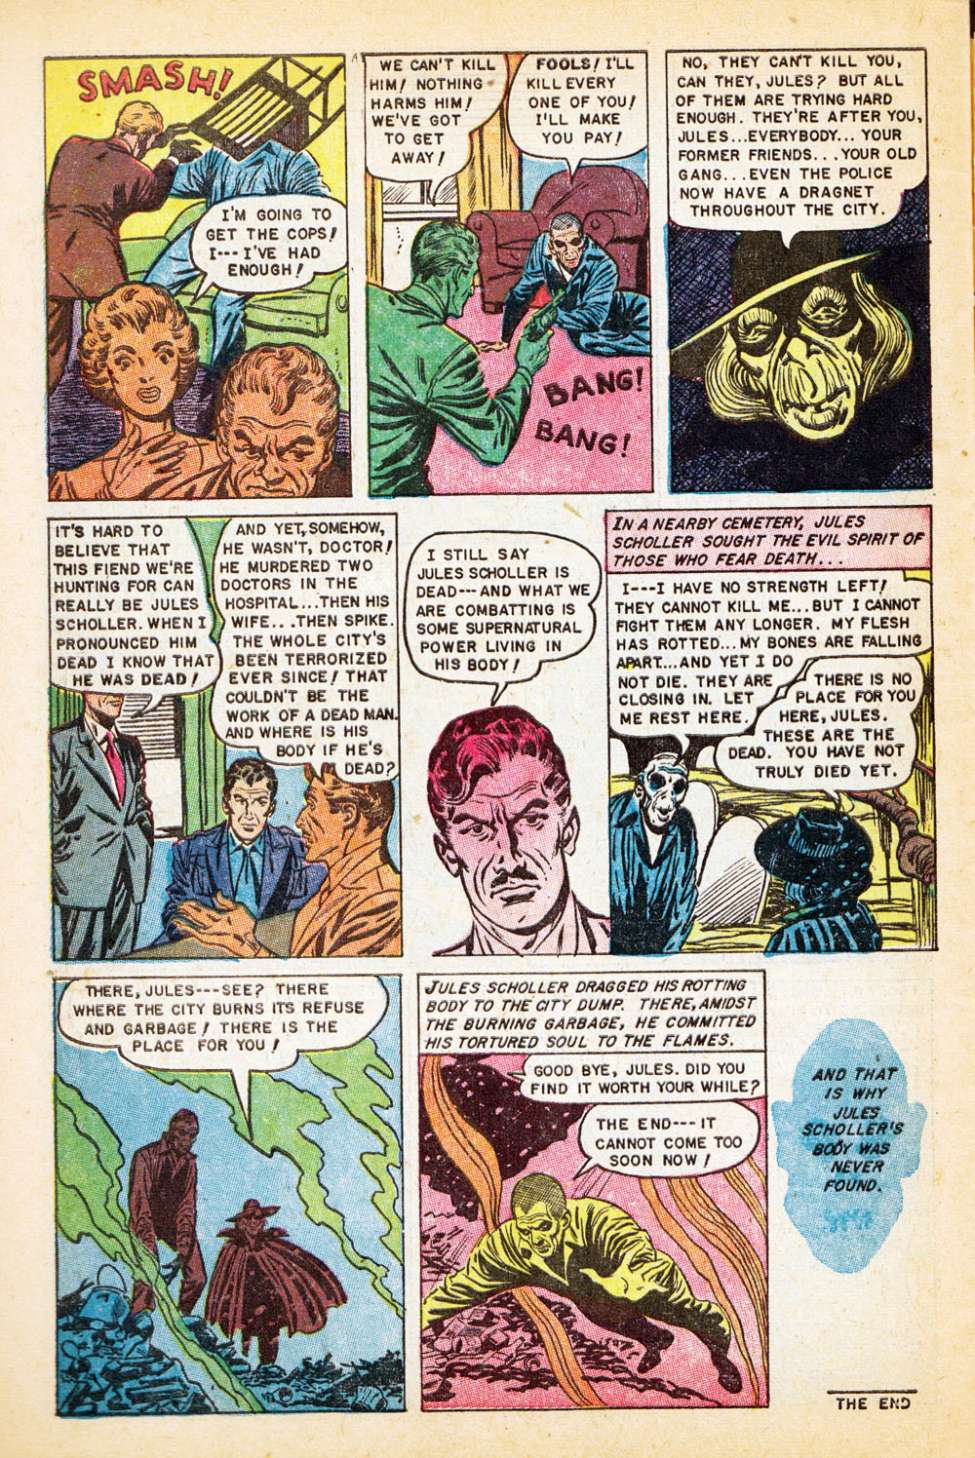 SMASH!
I'M GOING TO
GET THE COPS!
I---I'VE HAD
ENOUGH!
WE CAN'T KILL
HIM! NOTHING
HARMS HIM!
WE'VE GOT
TO GET
AWAY!
FOOLS! I'LL
KILL EVERY
ONE OF YOU!
I'LL MAKE
YOU PAY!
BANG!
BANG!
NO, THEY CAN'T KILL YOU,
CAN THEY, JULES? BUT ALL
OF THEM ARE TRYING HARD
ENOUGH. THEY'RE AFTER YOU,
JULES...EVERYBODY...YOUR
FORMER FRIENDS...YOUR OLD
GANG...EVEN THE POLICE
NOW HAVE A DRAGNET
THROUGHOUT THE CITY.
IT'S HARD TO
BELIEVE THAT
THIS FIEND WE'RE
HUNTING FOR CAN
REALLY BE JULES
SCHOLLER. WHEN I
PRONOUNCED HIM
DEAD I KNOW THAT
HE WAS DEAD!
AND YET, SOMEHOW,
HE WASN'T, DOCTOR!
HE MURDERED TWO
DOCTORS IN THE
HOSPITAL...THEN HIS
WIFE...THEN SPIKE.
THE WHOLE CITY'S
BEEN TERRORIZED
EVER SINCE! THAT
COULDN'T BE THE
WORK OF A DEAD MAN.
AND WHERE IS HIS
BODY IF HE'S
DEAD?
I STILL SAY
JULES SCHOLLER IS
DEAD---AND WHAT WE
ARE COMBATTING IS
SOME SUPERNATURAL
POWER LIVING IN
HIS BODY!
IN A NEARBY CEMETERY, JULES
SCHOLLER SOUGHT THE EVIL SPIRIT OF
THOSE WHO FEAR DEATH...
I---I HAVE NO STRENGTH LEFT!
THEY CANNOT KILL ME...BUT I CANNOT
FIGHT THEM ANY LONGER. MY FLESH
HAS ROTTED...MY BONES ARE FALLING
APART...AND YET I DO
NOT DIE. THEY ARE
CLOSING IN. LET
ME REST HERE.
THERE IS NO
PLACE FOR YOU
HERE, JULES.
THESE ARE THE
DEAD. YOU HAVE NOT
TRULY DIED YET.
THERE, JULES---SEE? THERE
WHERE THE CITY BURNS ITS REFUSE
AND GARBAGE! THERE IS THE
PLACE FOR YOU!
JULES SCHOLLER DRAGGED HIS ROTTING
BODY TO THE CITY DUMP. THERE, AMIDST
THE BURNING GARBAGE, HE COMMITTED
HIS TORTURED SOUL TO THE FLAMES.
GOOD BYE, JULES. DID YOU
FIND IT WORTH YOUR WHILE?
THE END---IT
CANNOT COME TOO
SOON NOW!
AND THAT
IS WHY
JULES
SCHOLLER'S
BODY WAS
NEVER
FOUND.
THE END